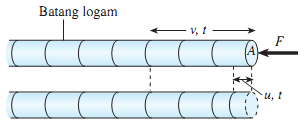 Batang logam
v, t
F
A
u, t